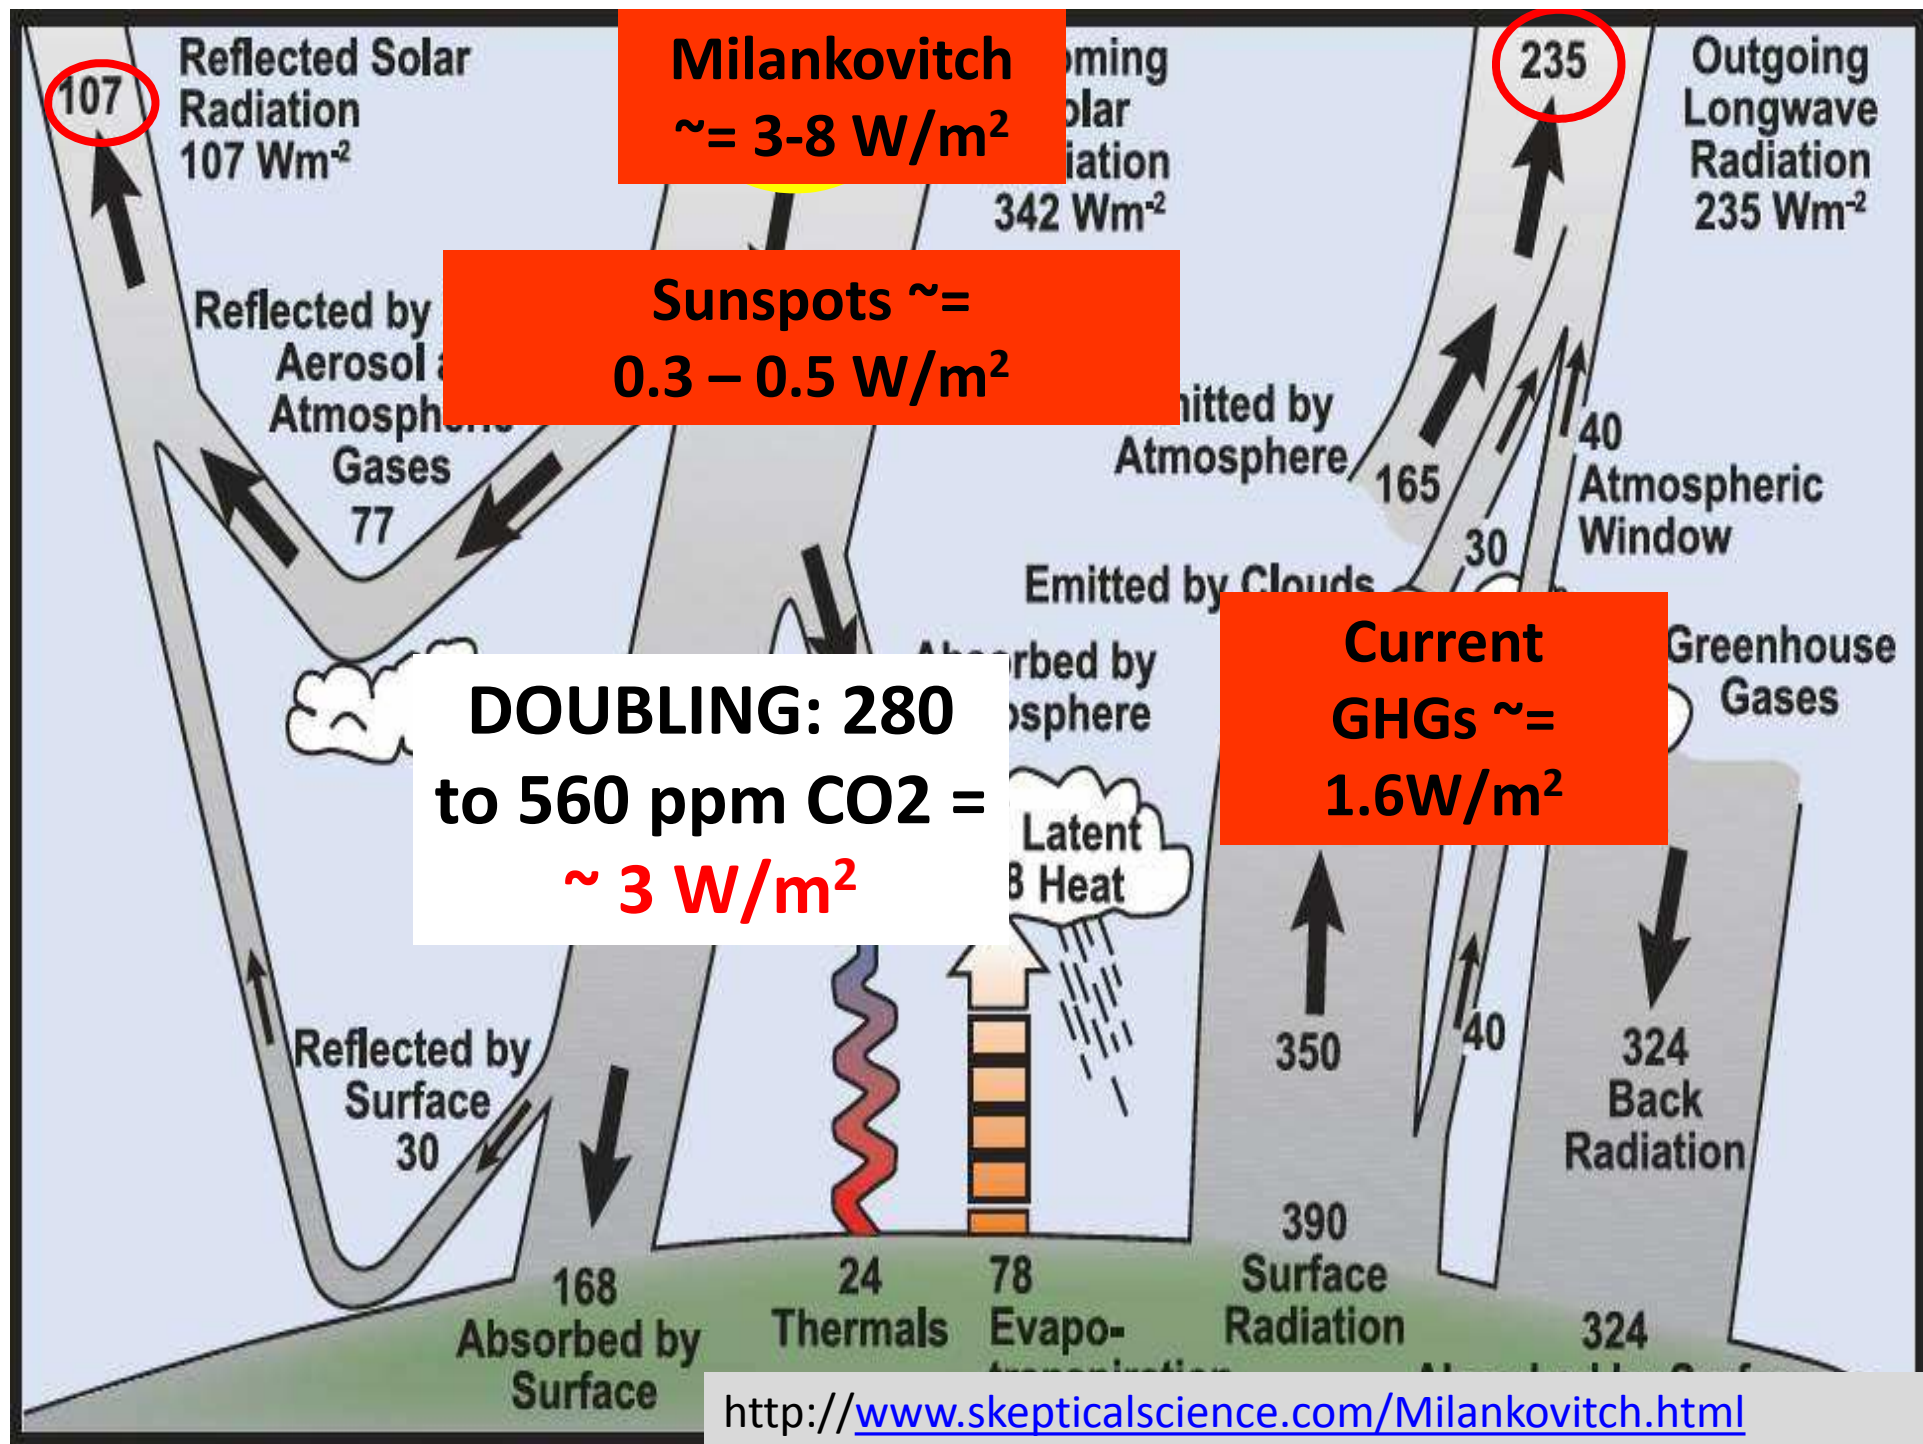 107
Reflected Solar
Radiation
107 Wm-2
Milankovitch
~= 3-8 W/m2
342 Wm-2
235
Outgoing
Longwave
Radiation
235 Wm-2
Sunspots ~=
0.3 – 0.5 W/m2
Reflected by
Aerosol
Gases
77
by
Atmosphere
165
40
Atmospheric
Window
30
Emitted by Clouds
Greenhouse
Gases
Current
GHGs ~=
1.6W/m2
by
DOUBLING: 280
to 560 ppm CO2 =
~ 3 W/m2
Latent
Heat
Reflected by
Surface
30
350
40
324
Back
Radiation
168
Absorbed by
Surface
24
Thermals
78
Evapo-
390
Surface
Radiation
324
http://www.skepticalscience.com/Milankovitch.html